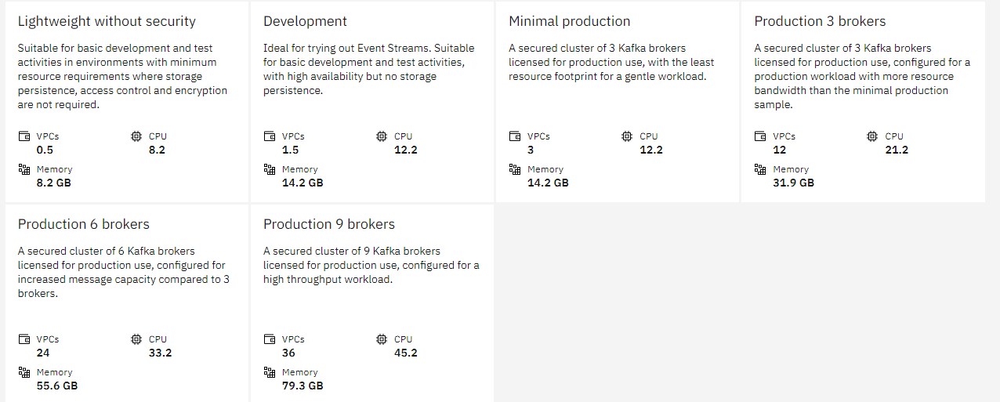 Lightweight without security
Suitable for basic development and test
activities in environments with minimum
resource requirements where storage
persistence, access control and encryption
are not required.
VPCs
0.5
CPU
8.2
Memory
8.2 GB
Development
Ideal for trying out Event Streams. Suitable
for basic development and test activities,
with high availability but no storage
persistence.
VPCs
1.5
CPU
12.2
Memory
14.2 GB
Minimal production
A secured cluster of 3 Kafka brokers
licensed for production use, with the least
resource footprint for a gentle workload.
VPCs
3
CPU
12.2
Memory
14.2 GB
Production 3 brokers
A secured cluster of 3 Kafka brokers
licensed for production use, configured for a
production workload with more resource
bandwidth than the minimal production
sample.
VPCs
12
CPU
21.2
Memory
31.9 GB
Production 6 brokers
A secured cluster of 6 Kafka brokers
licensed for production use, configured for
increased message capacity compared to 3
brokers.
VPCs
24
CPU
33.2
Memory
55.6 GB
Production 9 brokers
A secured cluster of 9 Kafka brokers
licensed for production use, configured for a
high throughput workload.
VPCs
36
CPU
45.2
Memory
79.3 GB